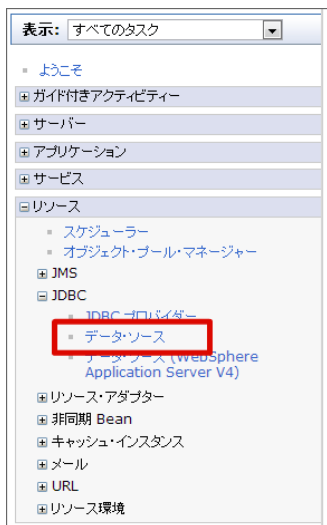 表示: すべてのタスク
ようこそ
ガイド付きアクティビティー
サーバー
アプリケーション
サービス
リソース
スケジューラー
オブジェクト・プール・マネージャー
JMS
JDBC
JDBC プロバイダー
データ・ソース
データ・ソース (WebSphere
Application Server V4)
リソース・アダプター
非同期 Bean
キャッシュ・インスタンス
メール
URL
リソース環境